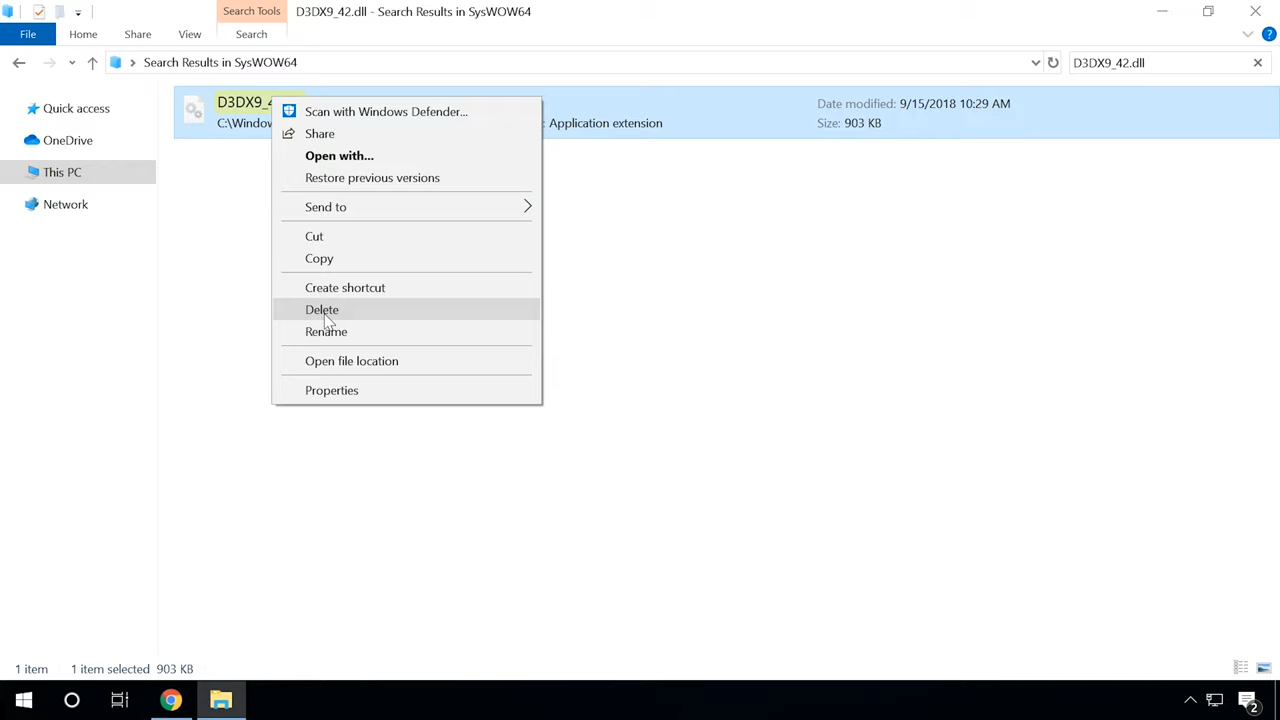 Search Tools
D3DX9_42.dll - Search Results in SysWOW64
File
Home
Share
View
Search
?
Search Results in SysWOW64
D3DX9_42.dll
Quick access
OneDrive
This PC
Network
D3DX9_4
C:\Window
: Application extension
Date modified: 9/15/2018 10:29 AM
Size: 903 KB
Scan with Windows Defender...
Share
Open with...
Restore previous versions
Send to
Cut
Copy
Create shortcut
Delete
Rename
Open file location
Properties
1 item
1 item selected 903 KB
2